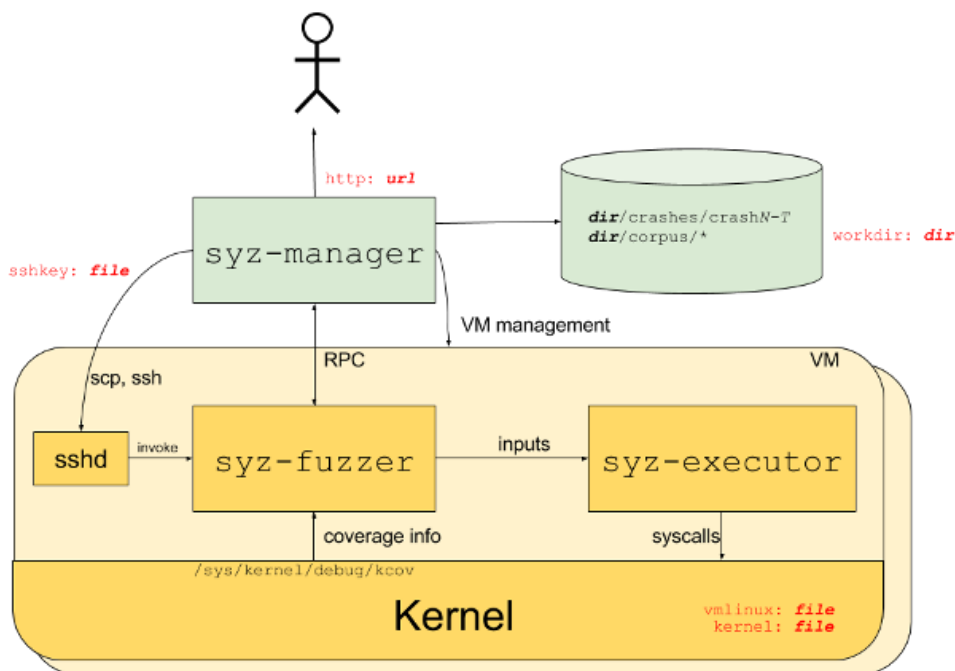 http: url
dir/crashes/crashN-T
dir/corpus/*
workdir: dir
syz-manager
sshkey: file
VM management
RPC
VM
scp, ssh
sshd
invoke
syz-fuzzer
inputs
syz-executor
coverage info
syscalls
/sys/kernel/debug/kcov
Kernel
vmlinux: file
kernel: file